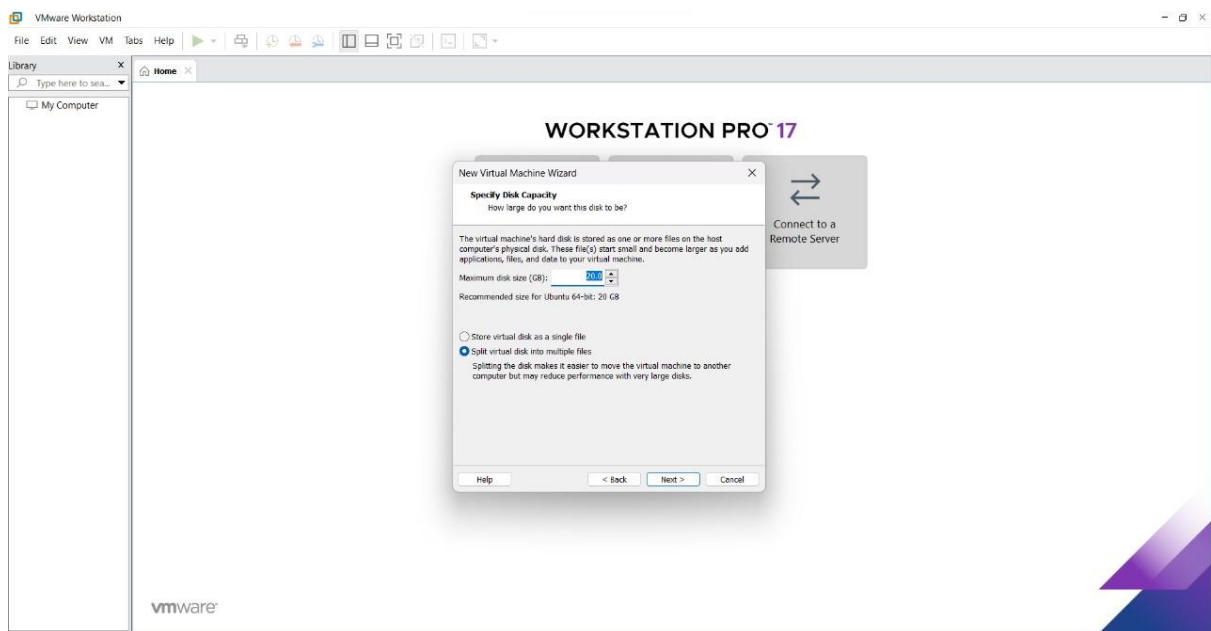 VMware Workstation
File Edit View VM Tabs Help
Library
Type here to sea...
My Computer
Home
WORKSTATION PRO™ 17
New Virtual Machine Wizard
Specify Disk Capacity
How large do you want this disk to be?
The virtual machine's hard disk is stored as one or more files on the host
computer's physical disk. These file(s) start small and become larger as you add
applications, files, and data to your virtual machine.
Maximum disk size (GB): 20.0
Recommended size for Ubuntu 64-bit: 20 GB
Store virtual disk as a single file
Split virtual disk into multiple files
Splitting the disk makes it easier to move the virtual machine to another
computer but may reduce performance with very large disks.
Help < Back Next > Cancel
Connect to a
Remote Server
vmware